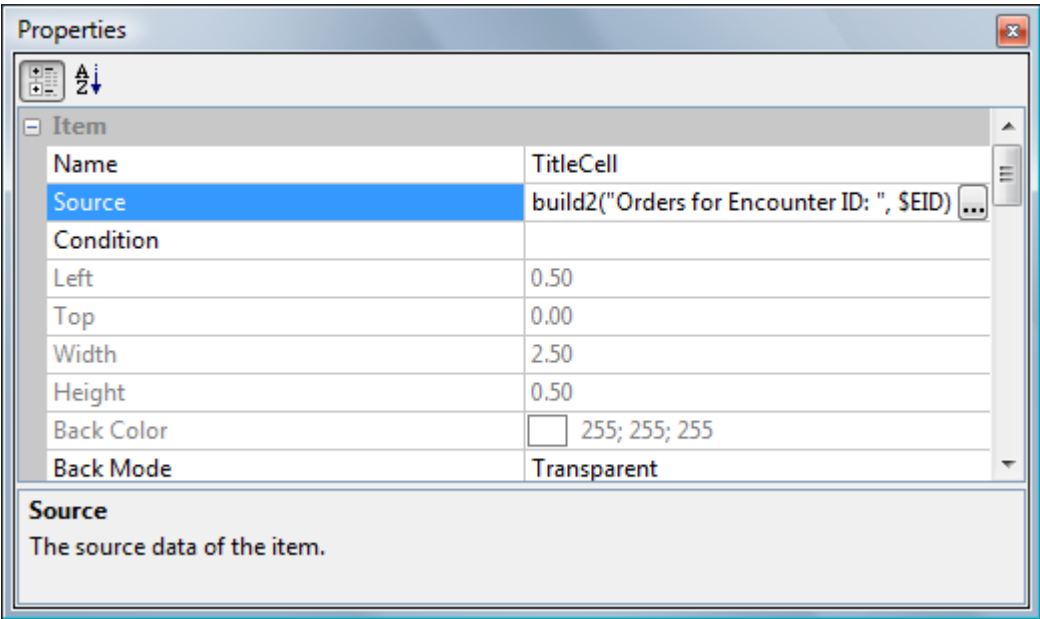 Properties
A
Z
Item
Name TitleCell
Source build2("Orders for Encounter ID: ", $EID) ...
Condition
Left 0.50
Top 0.00
Width 2.50
Height 0.50
Back Color 255; 255; 255
Back Mode Transparent
Source
The source data of the item.